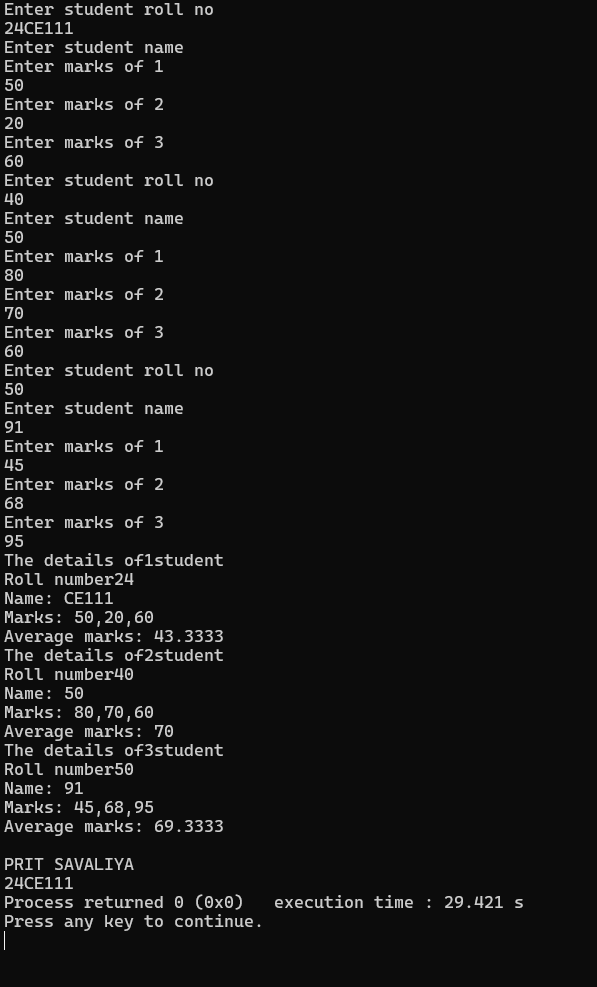 Enter student roll no
24CE111
Enter student name
Enter marks of 1
50
Enter marks of 2
20
Enter marks of 3
60
Enter student roll no
40
Enter student name
50
Enter marks of 1
80
Enter marks of 2
70
Enter marks of 3
60
Enter student roll no
50
Enter student name
91
Enter marks of 1
45
Enter marks of 2
68
Enter marks of 3
95
The details of1student
Roll number24
Name: CE111
Marks: 50,20,60
Average marks: 43.3333
The details of2student
Roll number40
Name: 50
Marks: 80,70,60
Average marks: 70
The details of3student
Roll number50
Name: 91
Marks: 45,68,95
Average marks: 69.3333
PRIT SAVALIYA
24CE111
Process returned 0 (0x0)   execution time : 29.421 s
Press any key to continue.